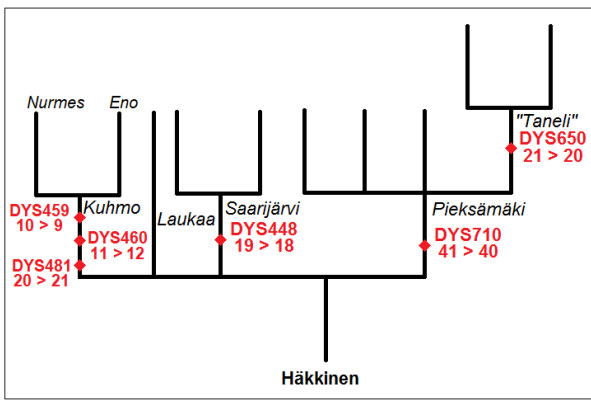 "Taneli"
DYS650
21 > 20
Nurmes
Eno
DYS459
10 > 9
Kuhmo
DYS460
11 > 12
DYS481
20 > 21
Laukaa
Saarijärvi
DYS448
19 > 18
Pieksämäki
DYS710
41 > 40
Häkkinen